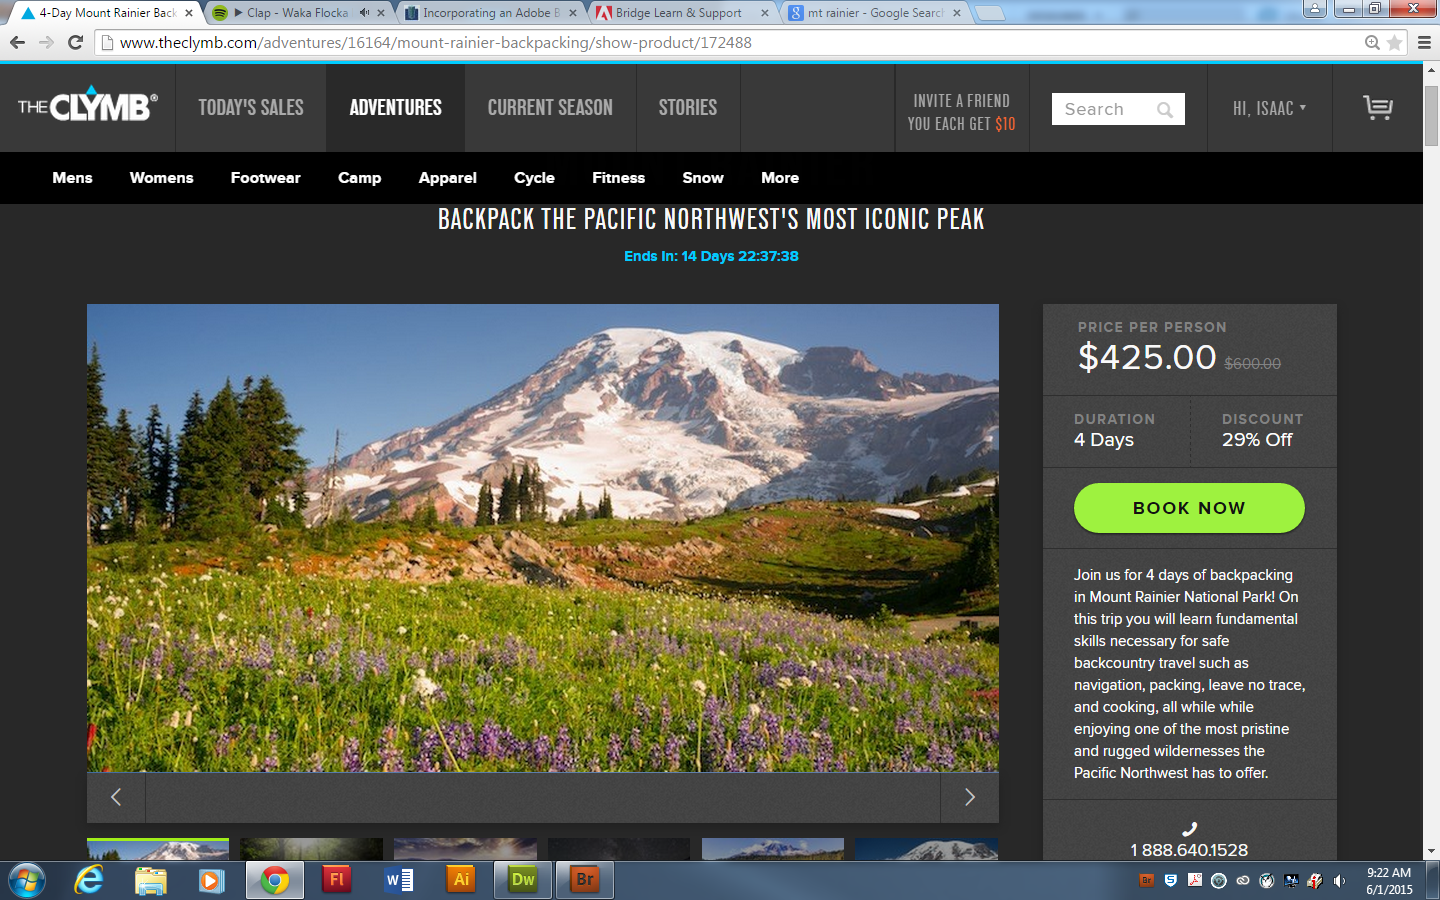 4-Day Mount Rainier Back
Clap - Waka Flocka
Incorporating an Adobe B
Bridge Learn & Support
mt rainier - Google Search
www.theclymb.com/adventures/16164/mount-rainier-backpacking/show-product/172488
THE CLYMB®
TODAY'S SALES
ADVENTURES
CURRENT SEASON
STORIES
INVITE A FRIEND
YOU EACH GET $10
Search
HI, ISAAC
Mens Womens Footwear Camp Apparel Cycle Fitness Snow More
BACKPACK THE PACIFIC NORTHWEST'S MOST ICONIC PEAK
Ends In: 14 Days 22:37:38
PRICE PER PERSON
$425.00 $600.00
DURATION DISCOUNT
4 Days 29% Off
BOOK NOW
Join us for 4 days of backpacking
in Mount Rainier National Park! On
this trip you will learn fundamental
skills necessary for safe
backcountry travel such as
navigation, packing, leave no trace,
and cooking, all while while
enjoying one of the most pristine
and rugged wildernesses the
Pacific Northwest has to offer.
1 888.640.1528
Fl
W
Ai
Dw
Br
Br
S
9:22 AM
6/1/2015